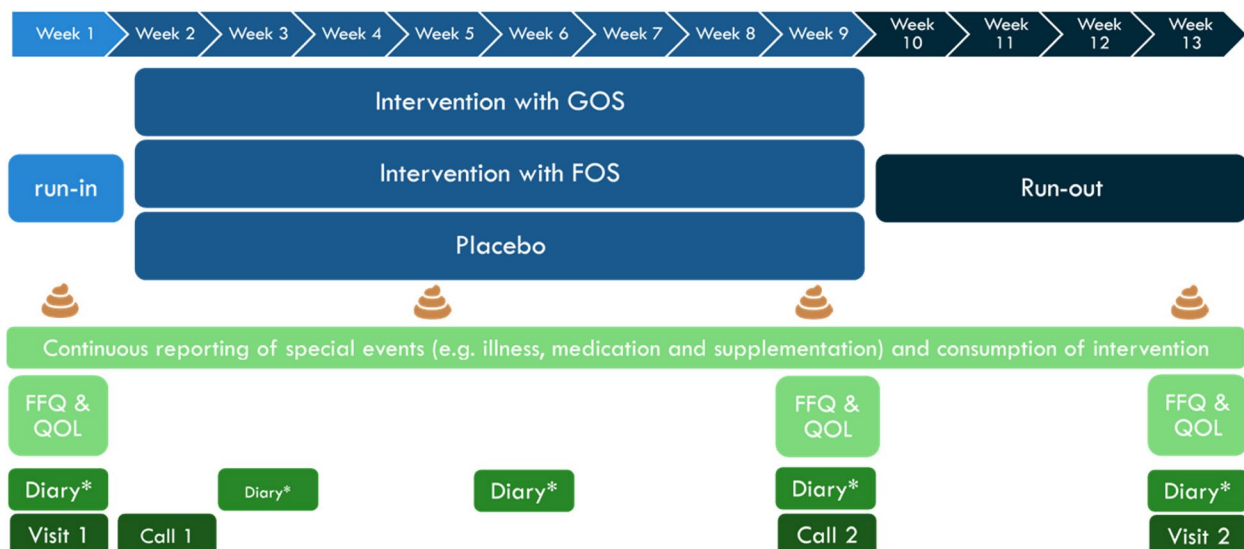 Week 1
Week 2
Week 3
Week 4
Week 5
Week 6
Week 7
Week 8
Week 9
Week
10
Week
11
Week
12
Week
13
Intervention with GOS
run-in
Intervention with FOS
Run-out
Placebo
Continuous reporting of special events (e.g. illness, medication and supplementation) and consumption of intervention
FFQ &
QOL
FFQ &
QOL
FFQ &
QOL
Diary*
Diary*
Diary*
Diary*
Diary*
Visit 1
Call 1
Call 2
Visit 2